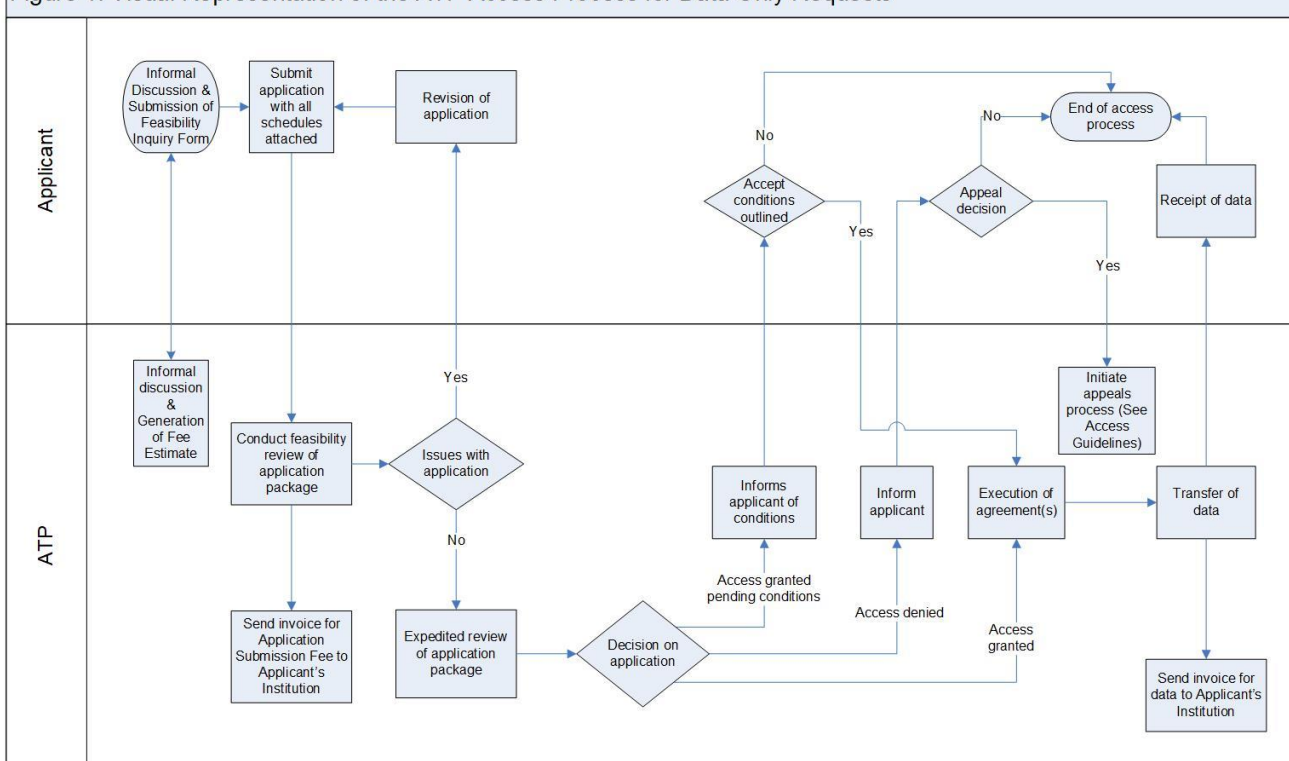 Figure Visual Representation of the ATP Access Process for Data Only Requests
Applicant
Informal
Discussion &
Submission of
Feasibility
Inquiry Form
Submit
application
with all
schedules
attached
Revision of
application
No
Accept
conditions
outlined
Yes
No
End of access
process
Appeal
decision
Yes
Receipt of data
ATP
Informal
discussion
&
Generation
of Fee
Estimate
Conduct feasibility
review of
application
package
Yes
Issues with
application
No
Send invoice for
Application
Submission Fee to
Applicant's
Institution
Expedited review
of application
package
Decision on
application
Access granted
pending conditions
Informs
applicant of
conditions
Access denied
Inform
applicant
Access
granted
Execution of
agreement(s)
Initiate
appeals
process (See
Access
Guidelines)
Transfer of
data
Send invoice for
data to Applicant's
Institution